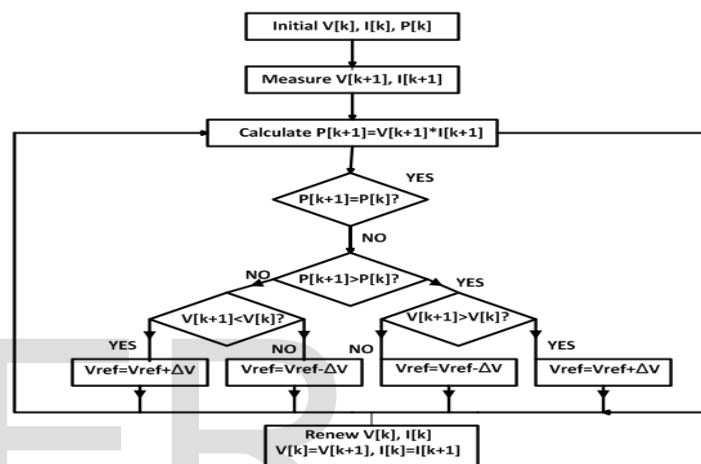 Initial V[k], I[k], P[k]
Measure V[k+1], I[k+1]
Calculate P[k+1]=V[k+1]*I[k+1]
YES
P[k+1]=P[k]?
NO
NO
P[k+1]>P[k]?
YES
V[k+1]<V[k]?
V[k+1]>V[k]?
YES
NO
NO
YES
Vref=Vref+ΔV
Vref=Vref-ΔV
Vref=Vref-ΔV
Vref=Vref+ΔV
Renew V[k], I[k]
V[k]=V[k+1], I[k]=I[k+1]